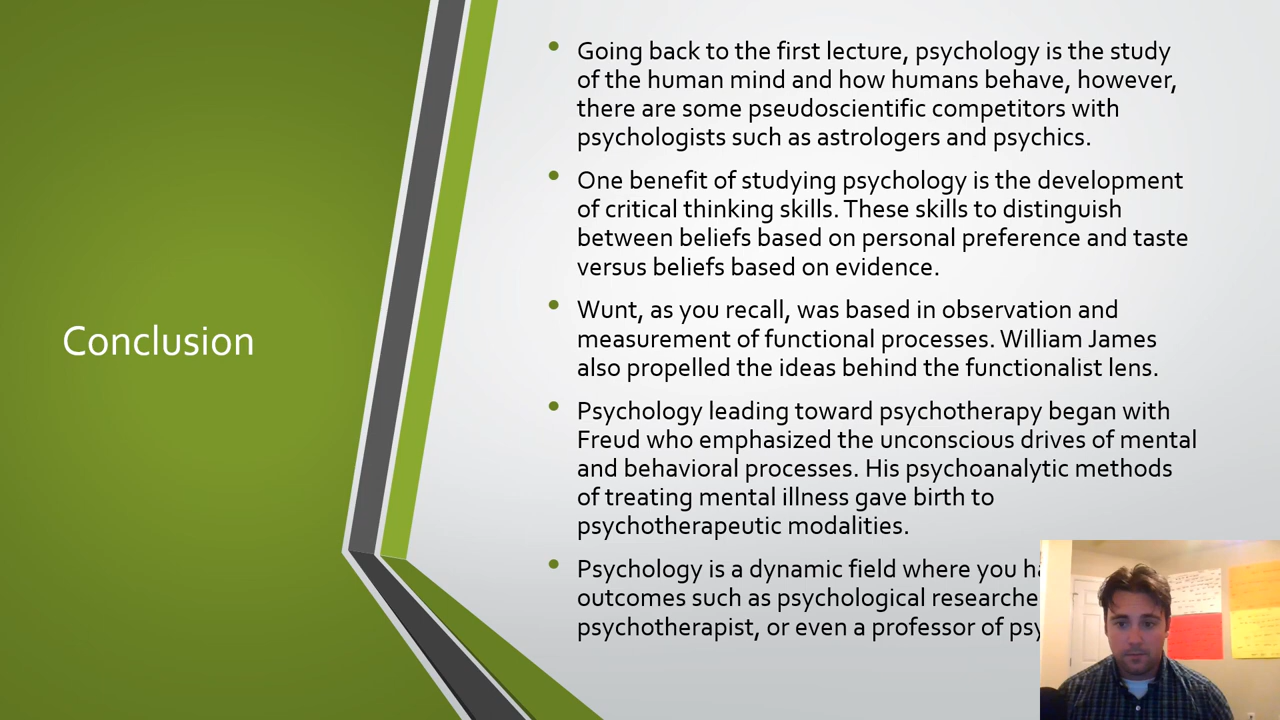 Conclusion
Going back to the first lecture, psychology is the study
of the human mind and how humans behave, however,
there are some pseudoscientific competitors with
psychologists such as astrologers and psychics.
One benefit of studying psychology is the development
of critical thinking skills. These skills to distinguish
between beliefs based on personal preference and taste
versus beliefs based on evidence.
Wunt, as you recall, was based in observation and
measurement of functional processes. William James
also propelled the ideas behind the functionalist lens.
Psychology leading toward psychotherapy began with
Freud who emphasized the unconscious drives of mental
and behavioral processes. His psychoanalytic methods
of treating mental illness gave birth to
psychotherapeutic modalities.
Psychology is a dynamic field where you
outcomes such as psychological
psychotherapist, or even a professor of